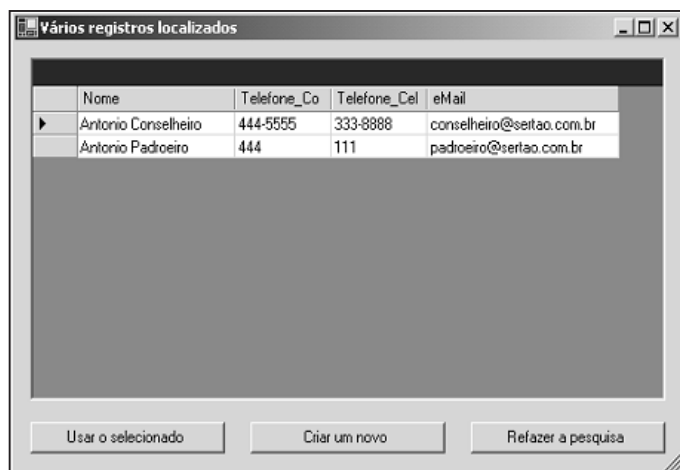 Vários registros localizados
Nome Telefone_Co Telefone_Cel eMail
Antonio Conselheiro 444-5555 333-8888 conselheiro@sertao.com.br
Antonio Padroeiro 444 111 padroeiro@sertao.com.br
Usar o selecionado Criar um novo Refazer a pesquisa